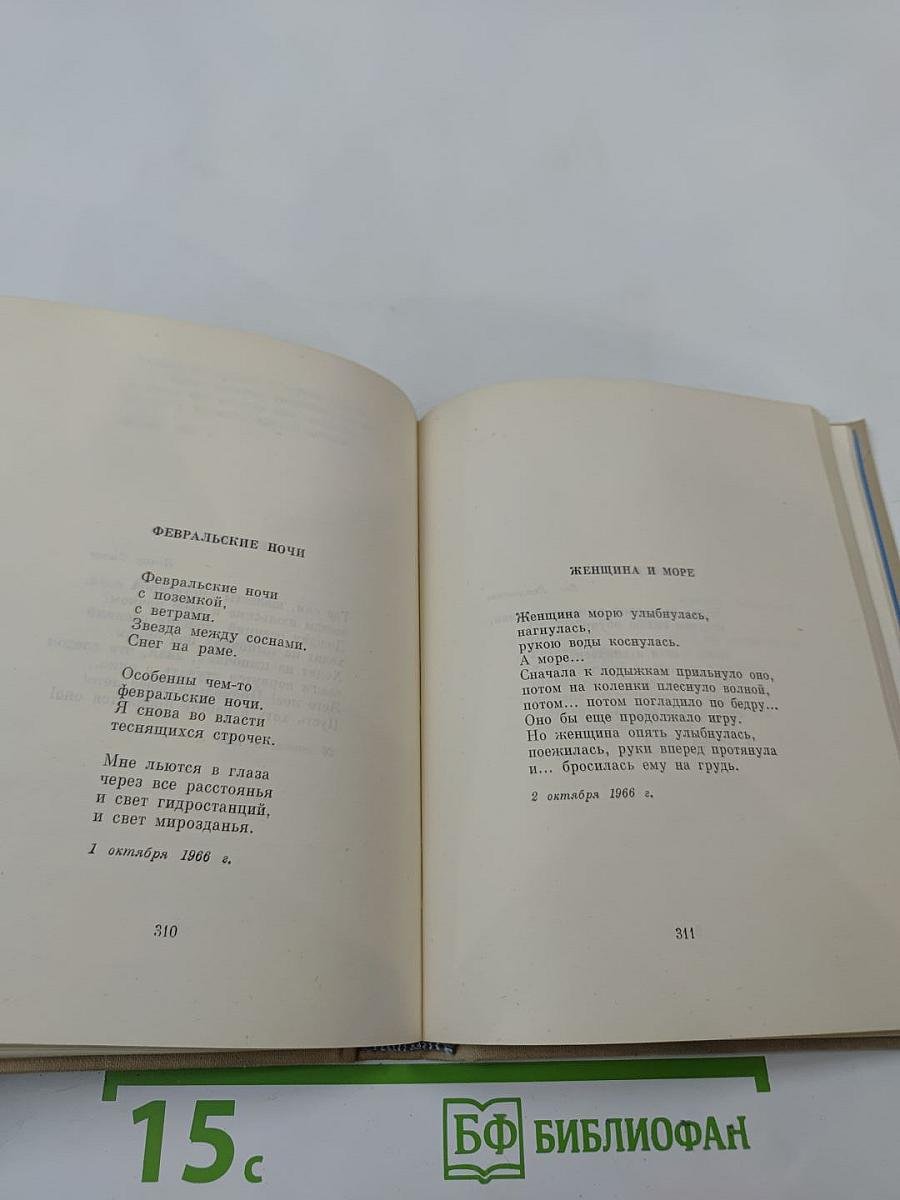 ФЕВРАЛЬСКИЕ НОЧИ
Февральские ночи
с поземкой,
с ветрами.
Звезда между соснами.
Снег на раме.
Особенны чем-то
февральские ночи.
Я снова во власти
теснящихся строчек.
Мне льются в глаза
через все расстоянья
и свет гидростанций,
и свет мирозданья.
1 октября 1966 г.
310
ЖЕНЩИНА И МОРЕ
Женщина морю улыбнулась,
нагнулась,
рукою воды коснулась.
А море...
Сначала к лодыжкам прильнуло оно,
потом на коленки плеснуло волной,
потом... потом погладило по бедру...
Оно бы еще продолжало игру.
Но женщина опять улыбнулась,
поежилась, руки вперед протянула
и... бросилась ему на грудь.
2 октября 1966 г.
311
15 с
БФ БИБЛИОФАН